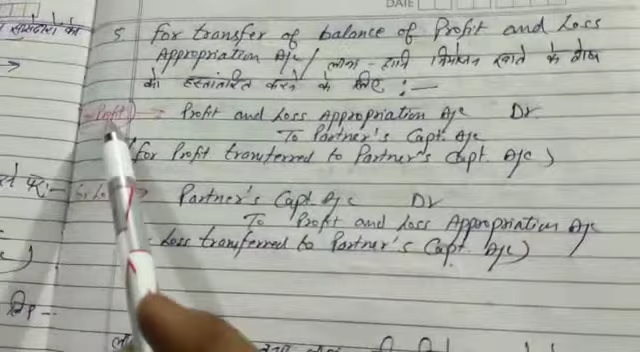 DATE
5 for transfer of balance of Profit and Loss
Appropriation A/c / लाभ-हानि नियोजन खाते के शेष
को हस्तांतरित करने के लिए :—
Profit → Profit and Loss Appropriation A/c Dr
To Partner's Capt. A/c
(for Profit transferred to Partner's Capt. A/c)
Partner's Capt A/c Dr
To Profit and Loss Appropriation A/c
Loss transferred to Partner's Capt. A/c)